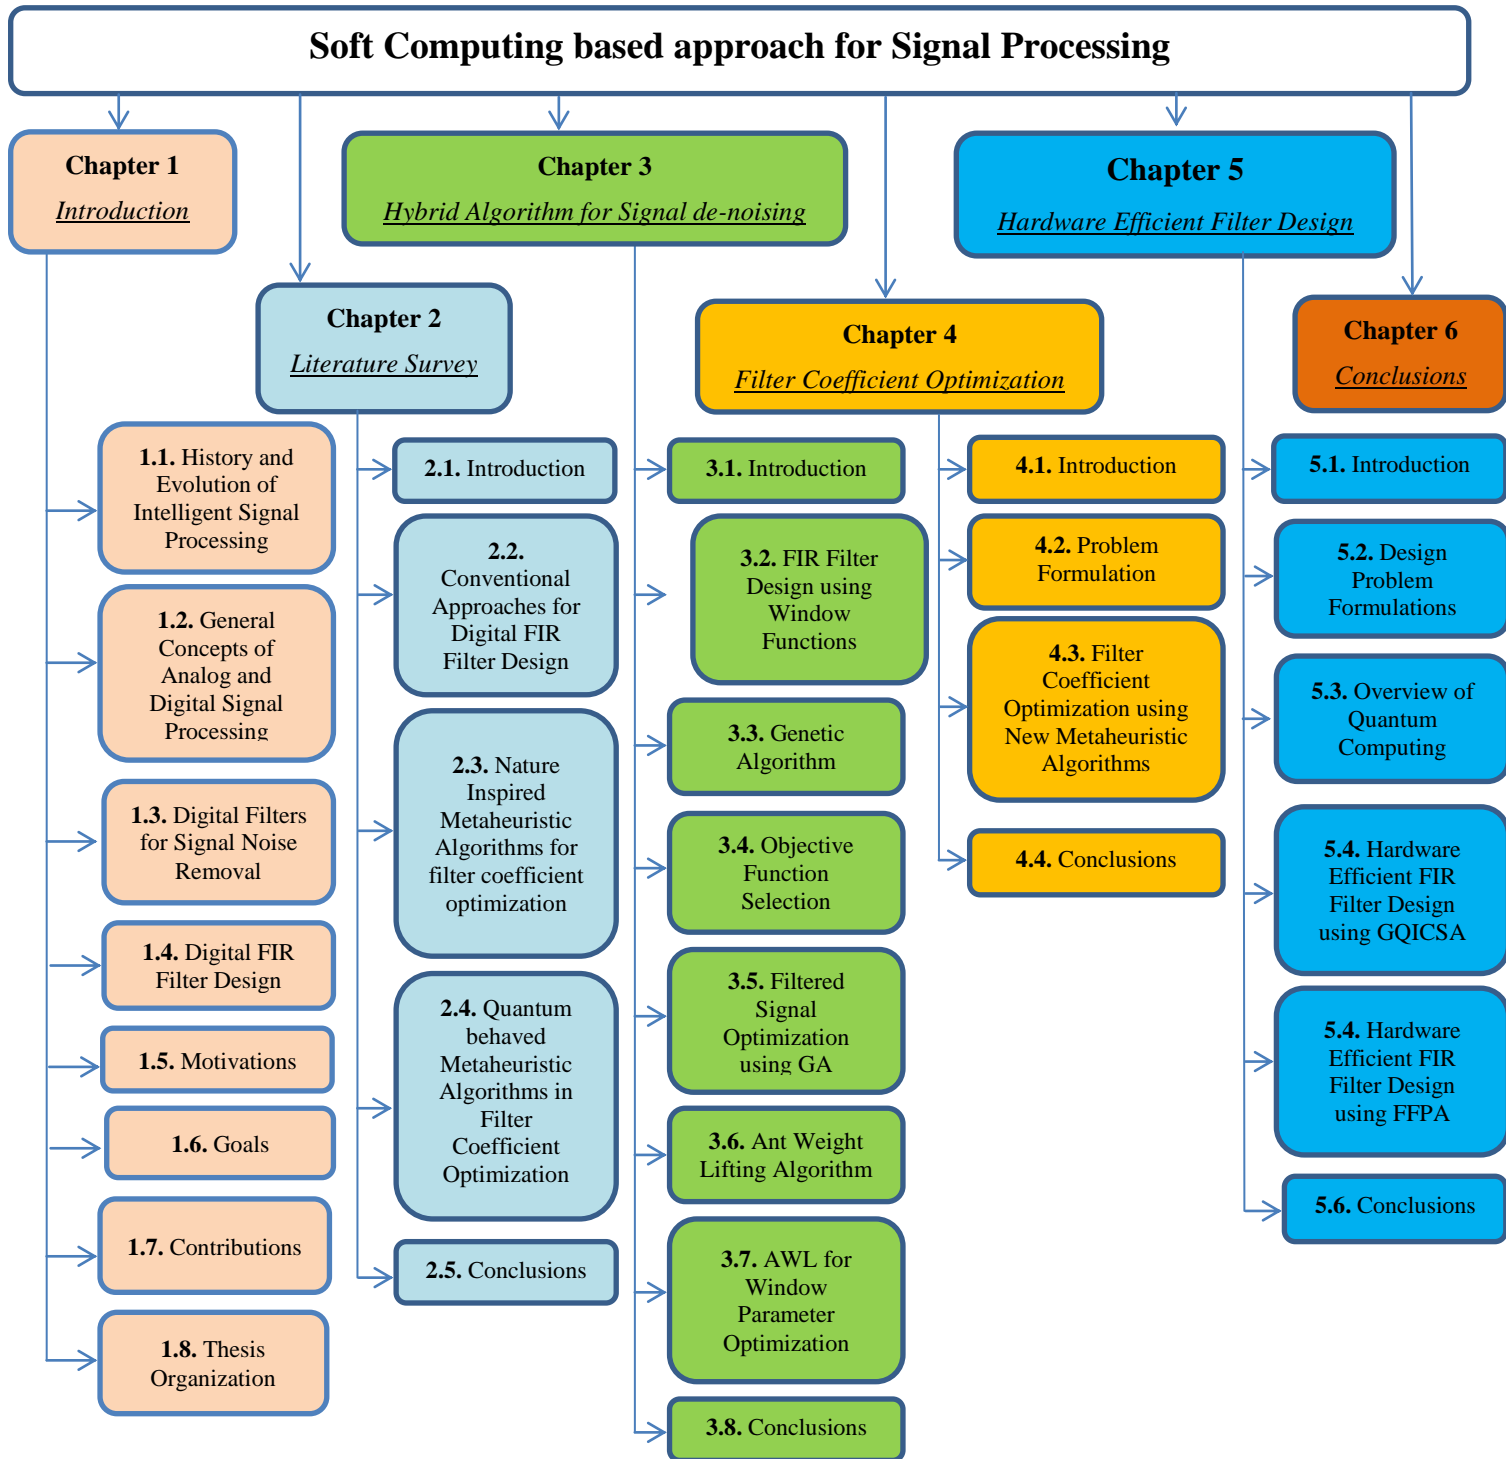 Soft Computing based approach for Signal Processing
Chapter 1
Introduction
1.1. History and
Evolution of
Intelligent Signal
Processing
1.2. General
Concepts of
Analog and
Digital Signal
Processing
1.3. Digital Filters
for Signal Noise
Removal
1.4. Digital FIR
Filter Design
1.5. Motivations
1.6. Goals
1.7. Contributions
1.8. Thesis
Organization
Chapter 2
Literature Survey
2.1. Introduction
2.2.
Conventional
Approaches for
Digital FIR
Filter Design
2.3. Nature
Inspired
Metaheuristic
Algorithms for
filter coefficient
optimization
2.4. Quantum
behaved
Metaheuristic
Algorithms in
Filter
Coefficient
Optimization
2.5. Conclusions
Chapter 3
Hybrid Algorithm for Signal de-noising
3.1. Introduction
3.2. FIR Filter
Design using
Window
Functions
3.3. Genetic
Algorithm
3.4. Objective
Function
Selection
3.5. Filtered
Signal
Optimization
using GA
3.6. Ant Weight
Lifting Algorithm
3.7. AWL for
Window
Parameter
Optimization
3.8. Conclusions
Chapter 4
Filter Coefficient Optimization
4.1. Introduction
4.2. Problem
Formulation
4.3. Filter
Coefficient
Optimization using
New Metaheuristic
Algorithms
4.4. Conclusions
Chapter 5
Hardware Efficient Filter Design
5.1. Introduction
5.2. Design
Problem
Formulations
5.3. Overview of
Quantum
Computing
5.4. Hardware
Efficient FIR
Filter Design
using GQICSA
5.4. Hardware
Efficient FIR
Filter Design
using FFPA
5.6. Conclusions
Chapter 6
Conclusions